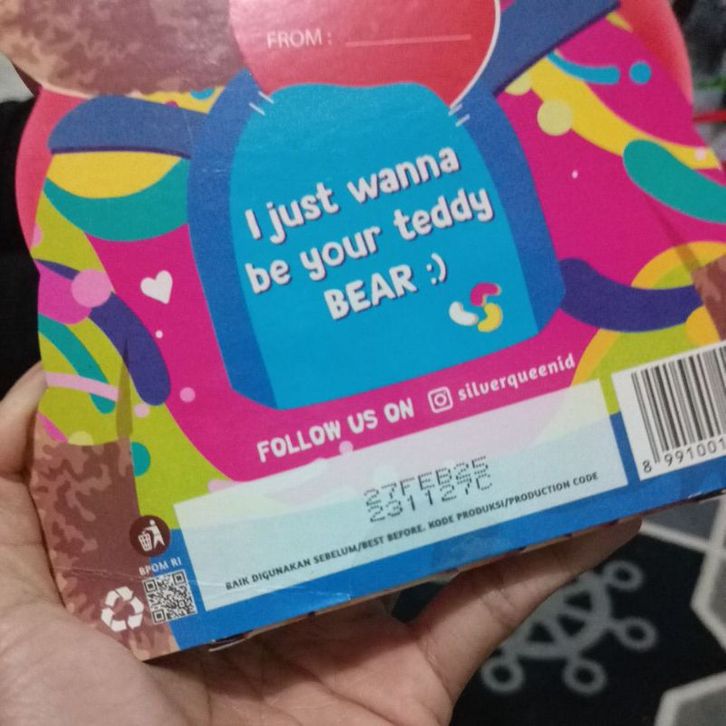 FROM :
I just wanna
be your teddy
BEAR :)
FOLLOW US ON silverqueenid
27FEB25
231127C
BAIK DIGUNAKAN SEBELUM/BEST BEFORE. KODE PRODUKSI/PRODUCTION CODE
8 991001
BPOM RI